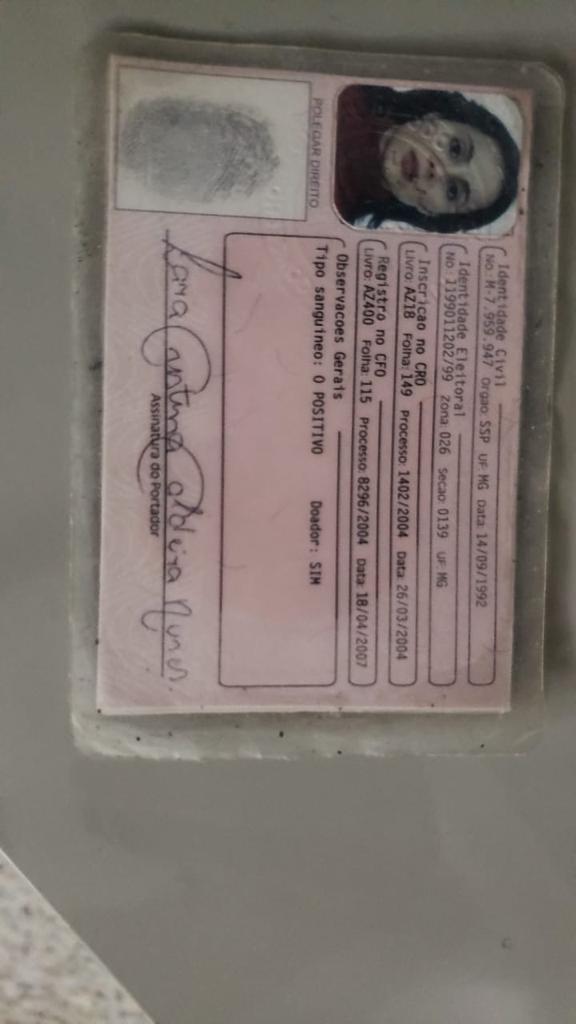 Identidade Civil
No: M-7.959.947 Orgao: SSP UF: MG Data: 14/09/1992
Identidade Eleitoral
No: 1199011202/99 Zona: 026 Secao: 0139 UF: MG
Inscricao no CRO
Livro: AZ18 Folha: 149 Processo: 1402/2004 Data: 26/03/2004
Registro no CFO
Livro: AZ400 Folha: 115 Processo: 8296/2004 Data: 18/04/2007
Observacoes Gerais
Tipo sanguineo: O POSITIVO Doador: SIM
POLEGAR DIREITO
Caldeira Nunes
Assinatura do Portador